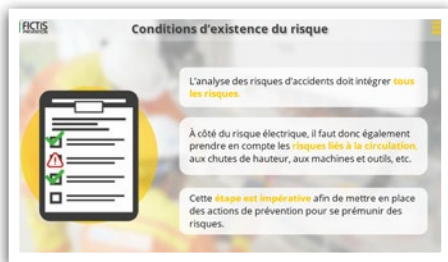 FICTIS
Conditions d'existence du risque
L'analyse des risques d'accidents doit intégrer tous
les risques.
À côté du risque électrique, il faut donc également
prendre en compte les risques liés à la circulation,
aux chutes de hauteur, aux machines et outils, etc.
Cette étape est impérative afin de mettre en place
des actions de prévention pour se prémunir des
risques.